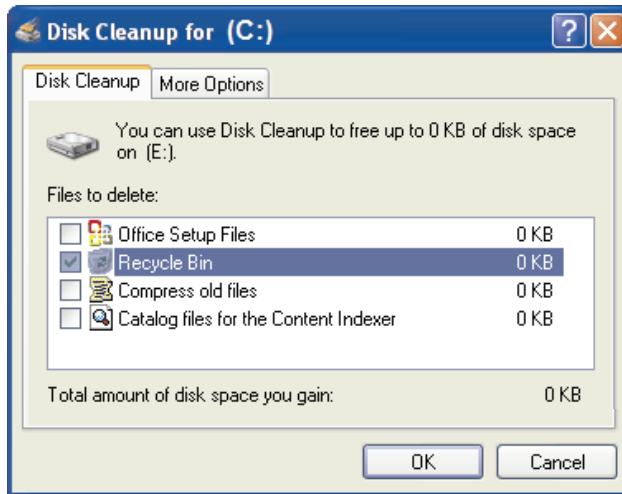 Disk Cleanup for (C:)
Disk Cleanup
More Options
You can use Disk Cleanup to free up to 0 KB of disk space
on (E:).
Files to delete:
Office Setup Files 0 KB
Recycle Bin 0 KB
Compress old files 0 KB
Catalog files for the Content Indexer 0 KB
Total amount of disk space you gain: 0 KB
OK Cancel